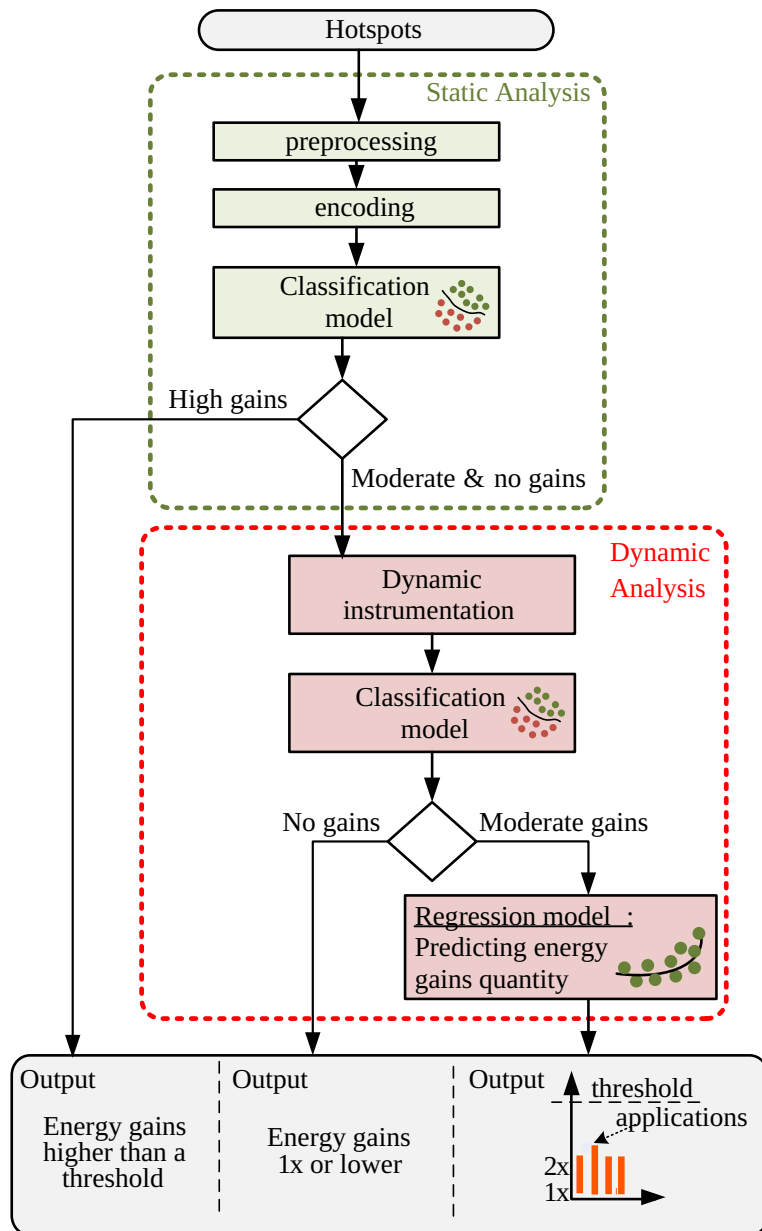 Hotspots
Static Analysis
preprocessing
encoding
Classification
model
High gains
Moderate & no gains
Dynamic
Analysis
Dynamic
instrumentation
Classification
model
No gains
Moderate gains
Regression model :
Predicting energy
gains quantity
Output
Energy gains
higher than a
threshold
Output
Energy gains
1x or lower
Output
threshold
applications
2x
1x